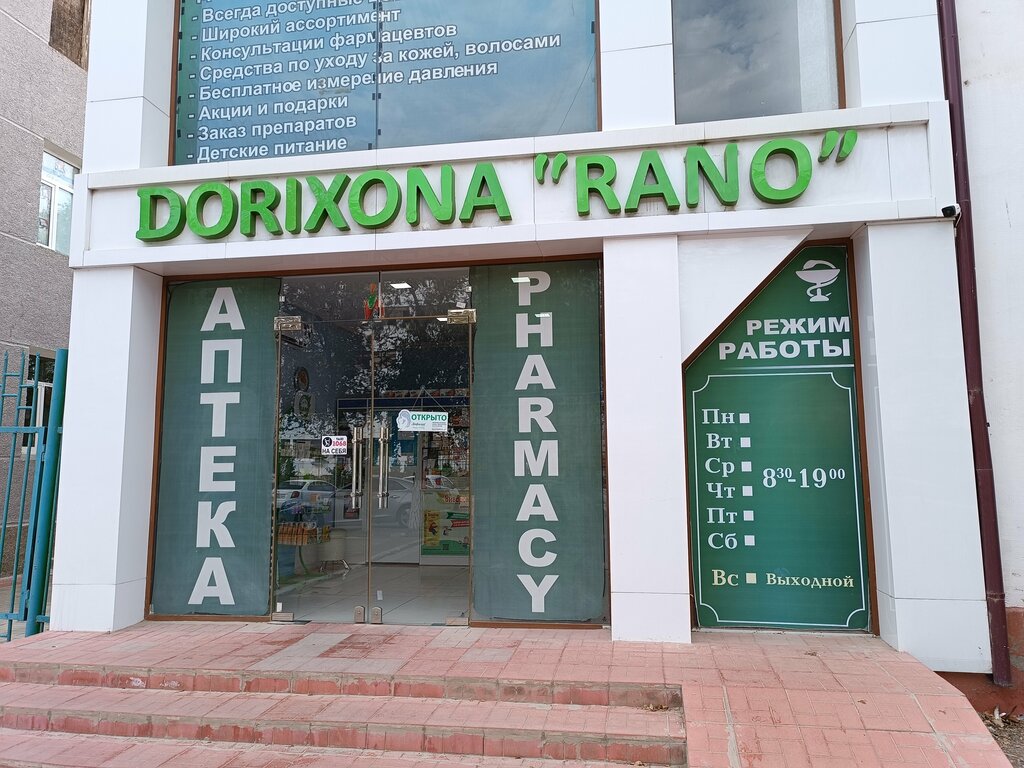 - Всегда доступные
- Широкий ассортимент
- Консультации фармацевтов
- Средства по уходу за кожей, волосами
- Бесплатное измерение давления
- Акции и подарки
- Заказ препаратов
- Детские питание
DORIXONA "RANO"
АПТЕКА
PHARMACY
ОТКРЫТО
1068
НА СЕБЯ
РЕЖИМ
РАБОТЫ
Пн
Вт
Ср
Чт
Пт
Сб
8³⁰-19⁰⁰
Вс Выходной